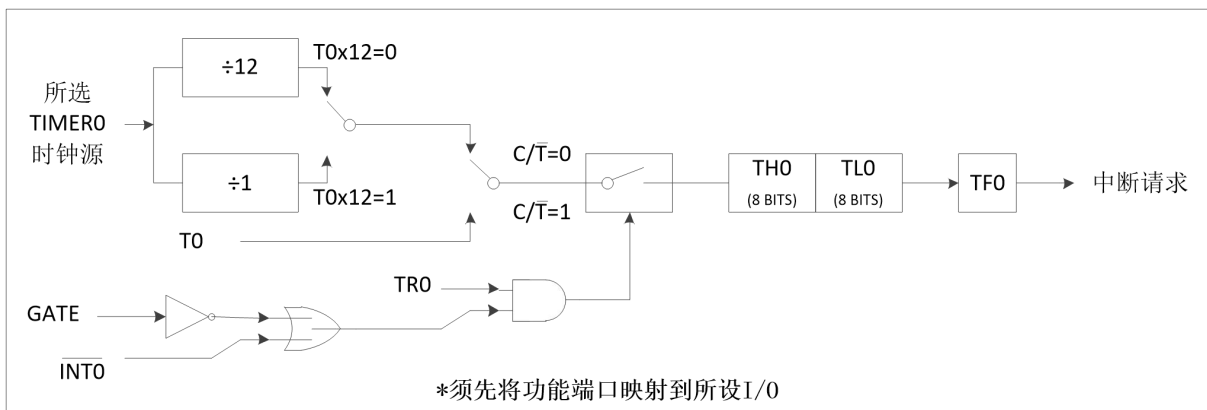 ÷12
T0x12=0
所选
TIMER0
时钟源
÷1
T0x12=1
C/T̅=0
C/T̅=1
T0
TH0
(8 BITS)
TL0
(8 BITS)
TF0
中断请求
TR0
GATE
I̅N̅T̅0̅
*须先将功能端口映射到所设I/0